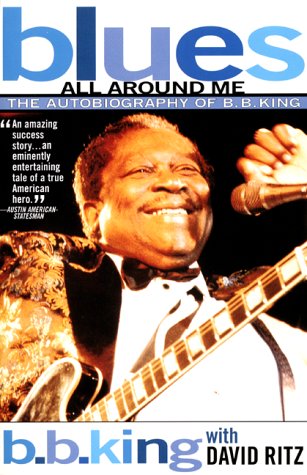 blues
ALL AROUND ME
THE AUTOBIOGRAPHY OF B.B. KING
“An amazing
success
story...an
eminently
entertaining
tale of a true
American
hero.”
—AUSTIN AMERICAN-
STATESMAN
b.b.king
with
DAVID RITZ